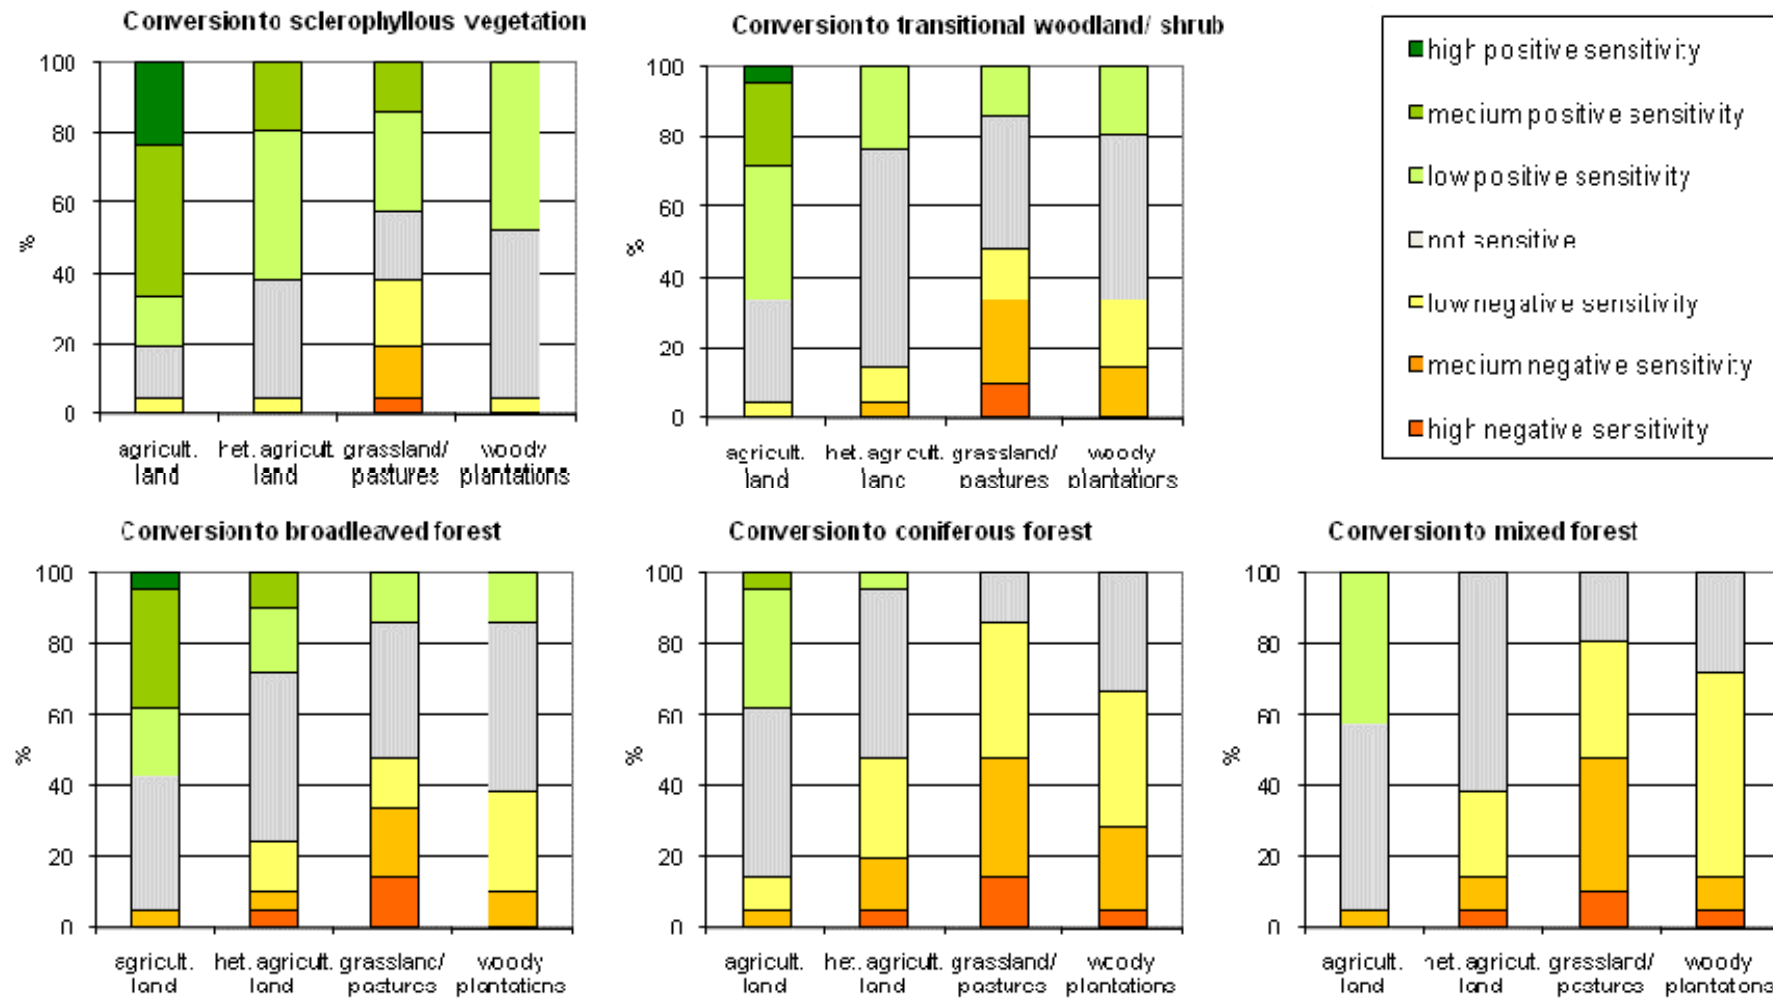 Conversion to sclerophyllous vegetation
100
80
60
40
20
0
%
agricult. land
het. agricult. land
grassland/ pastures
woody plantations
Conversion to transitional woodland/ shrub
100
80
60
40
20
0
%
agricult. land
het. agricult. land
grassland/ pastures
woody plantations
high positive sensitivity
medium positive sensitivity
low positive sensitivity
not sensitive
low negative sensitivity
medium negative sensitivity
high negative sensitivity
Conversion to broadleaved forest
100
80
60
40
20
0
%
agricult. land
het. agricult. land
grassland/ pastures
woody plantations
Conversion to coniferous forest
100
80
60
40
20
0
%
agricult. land
het. agricult. land
grassland/ pastures
woody plantations
Conversion to mixed forest
100
80
60
40
20
0
%
agricult. land
het. agricult. land
grassland/ pastures
woody plantations